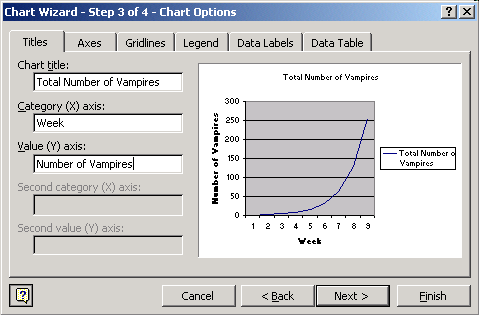 Chart Wizard - Step 3 of 4 - Chart Options
? X
Titles Axes Gridlines Legend Data Labels Data Table
Chart title:
Total Number of Vampires
Category (X) axis:
Week
Value (Y) axis:
Number of Vampires
Second category (X) axis:
Second value (Y) axis:
Total Number of Vampires
300
250
200
150
100
50
0
Number of Vampires
1 2 3 4 5 6 7 8 9
Week
Total Number o
Vampires
?
Cancel
< Back
Next >
Finish